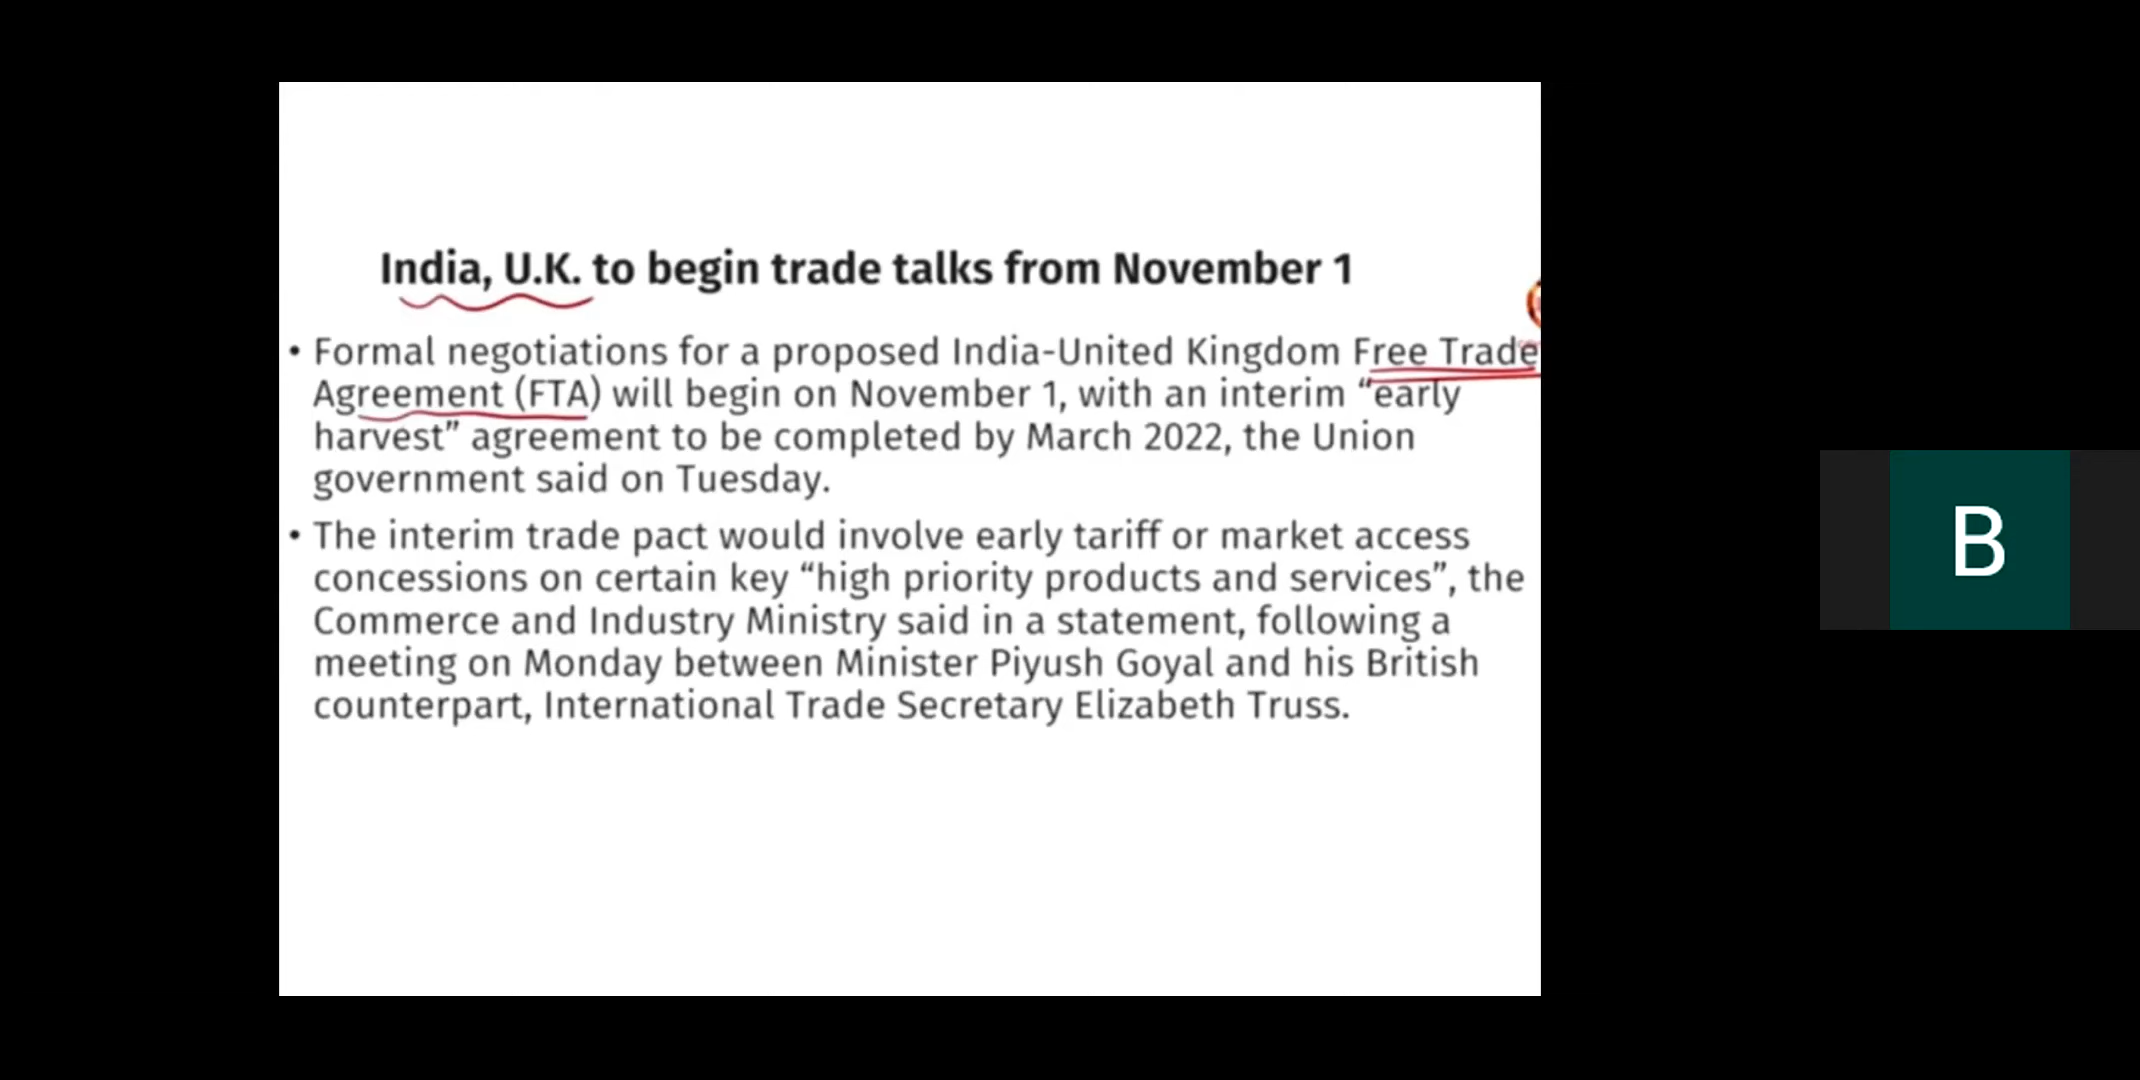 India, U.K. to begin trade talks from November 1
• Formal negotiations for a proposed India-United Kingdom Free Trade
Agreement (FTA) will begin on November 1, with an interim “early
harvest” agreement to be completed by March 2022, the Union
government said on Tuesday.
• The interim trade pact would involve early tariff or market access
concessions on certain key “high priority products and services”, the
Commerce and Industry Ministry said in a statement, following a
meeting on Monday between Minister Piyush Goyal and his British
counterpart, International Trade Secretary Elizabeth Truss.
B